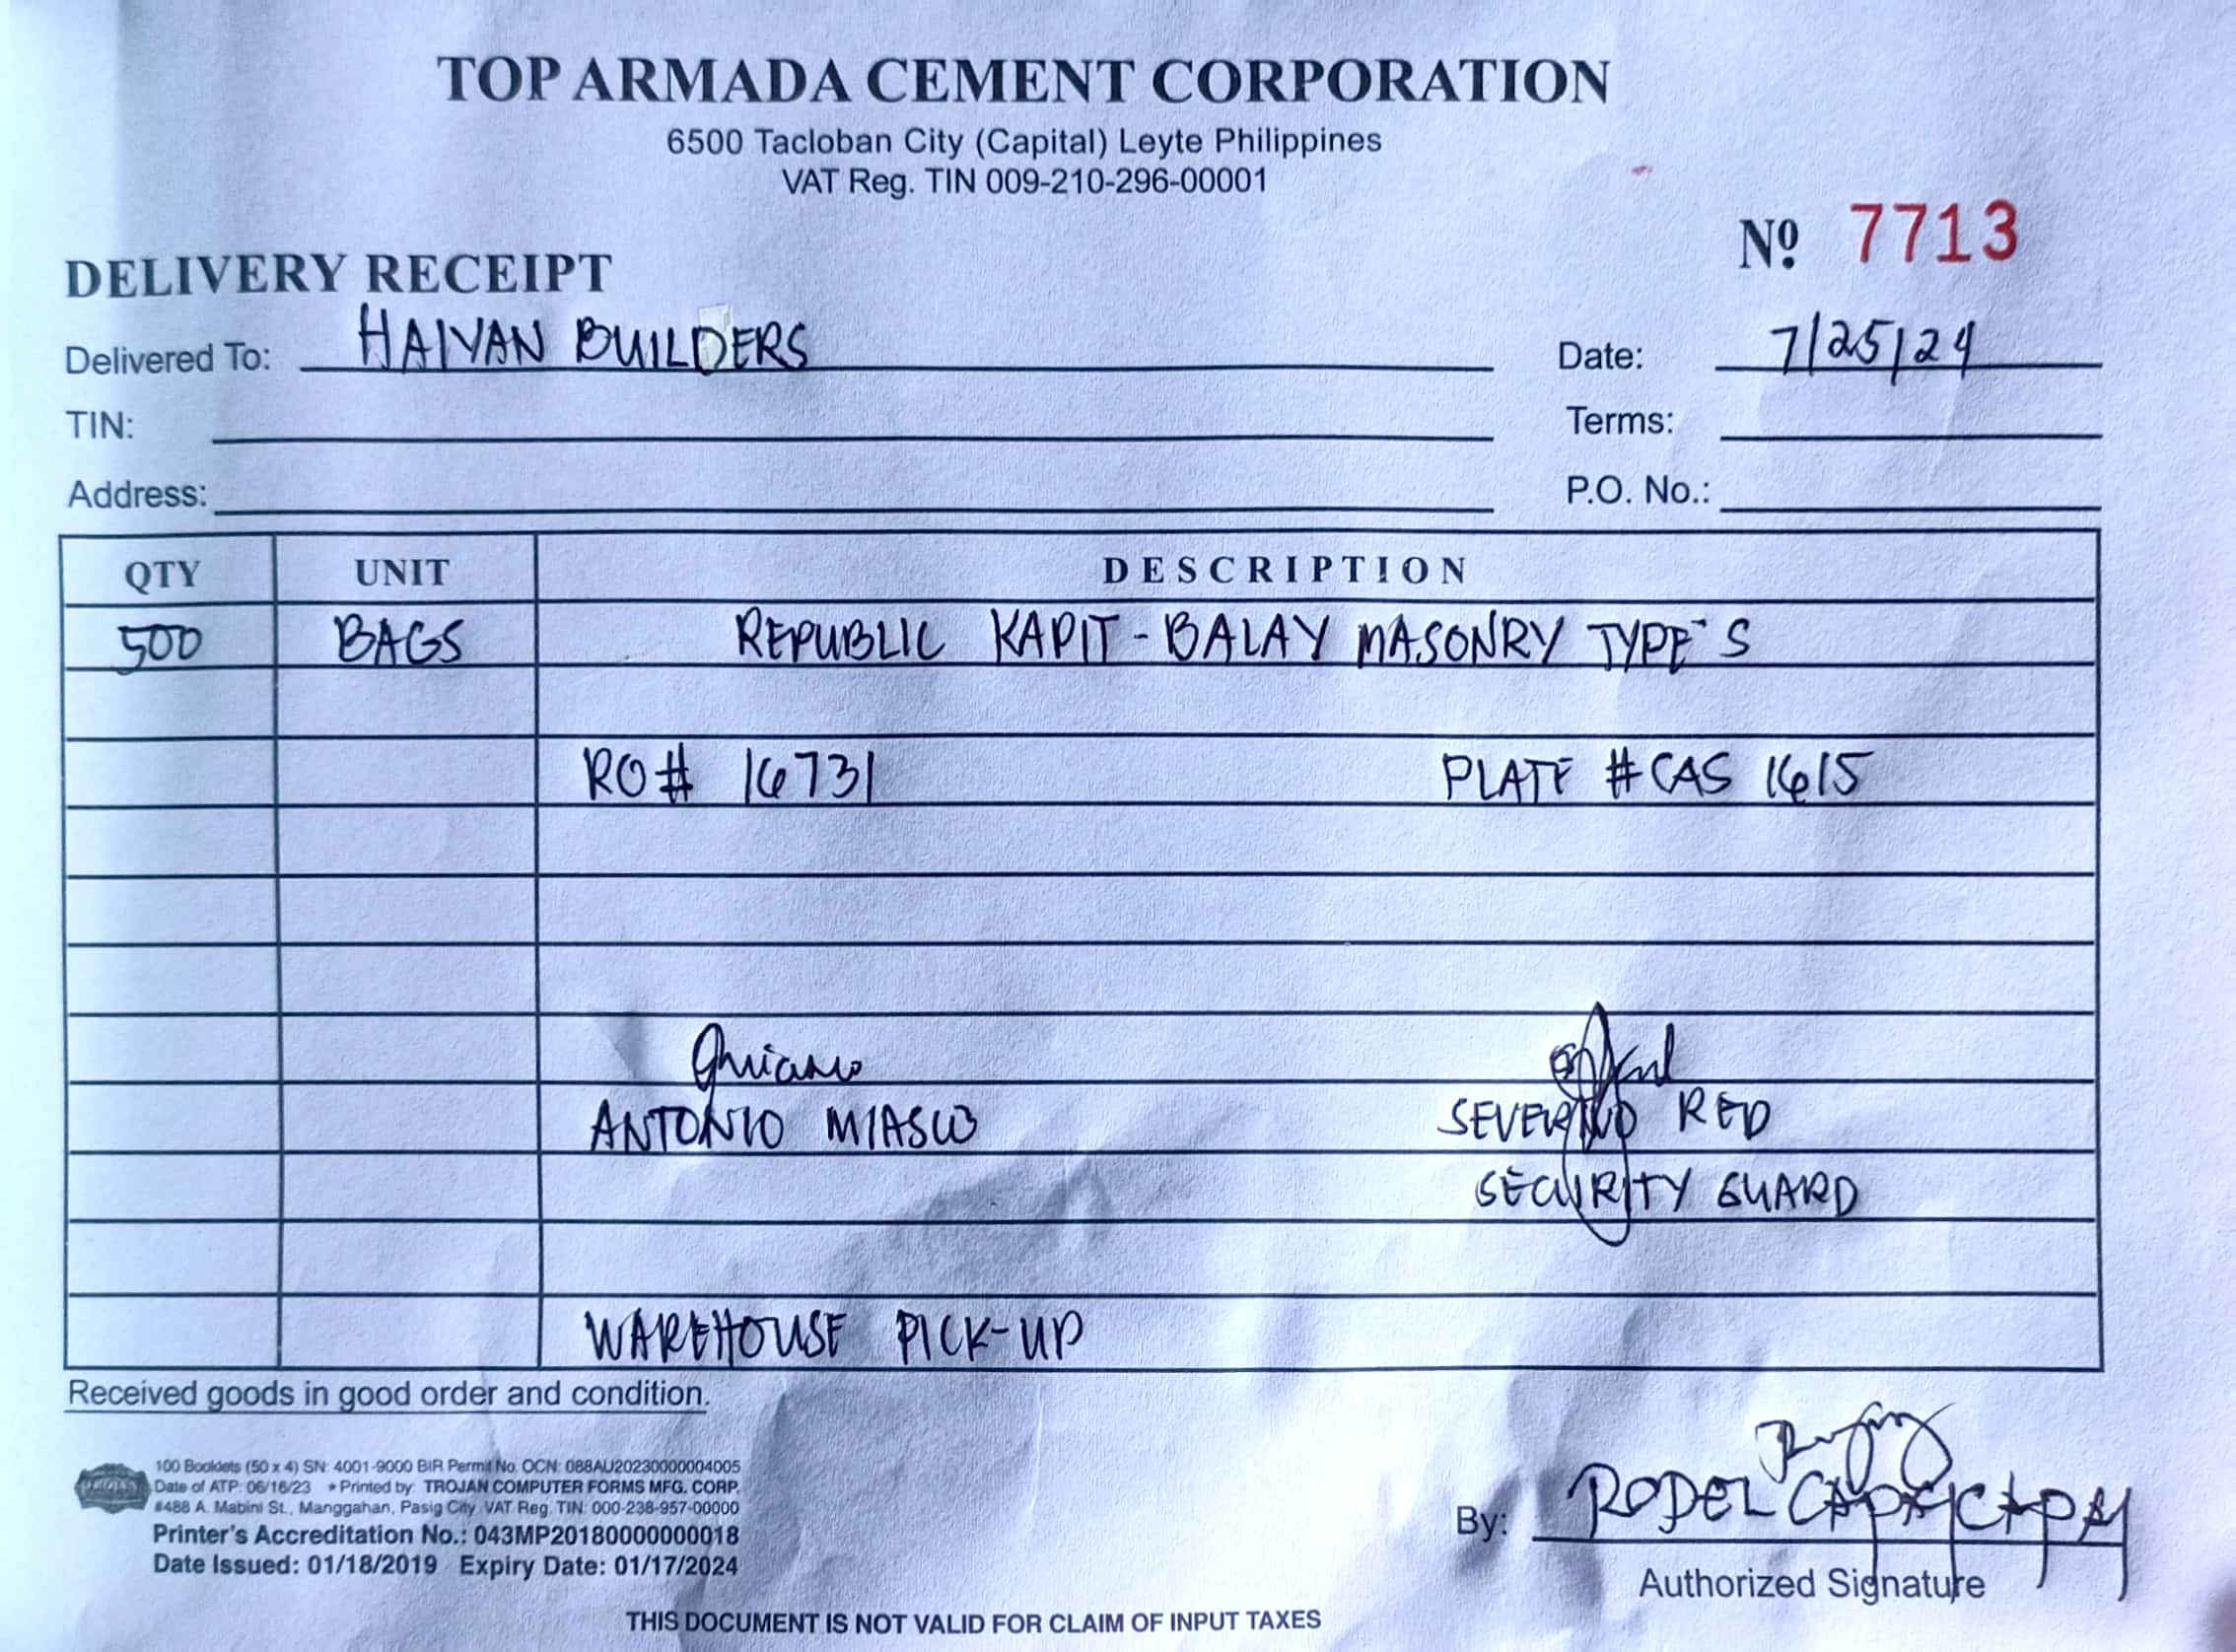 TOP ARMADA CEMENT CORPORATION
6500 Tacloban City (Capital) Leyte Philippines
VAT Reg. TIN 009-210-296-00001
Nº 7713
DELIVERY RECEIPT
Delivered To: HAIYAN BUILDERS Date: 7/25/24
TIN: Terms:
Address: P.O. No.:
QTY UNIT DESCRIPTION
500 BAGS REPUBLIC KAPIT-BALAY MASONRY TYPE S
RO# 16731 PLATE #CAS 1615
ANTONIO SEVERINO RED
SECURITY GUARD
WAREHOUSE PICK-UP
Received goods in good order and condition.
100 Booklets (50 x 4) SN: 4001-9000 BIR Permit No. OCN: 088AU20230000004005
Date of ATP: 06/16/23 * Printed by: TROJAN COMPUTER FORMS MFG. CORP.
#488 A. Mabini St., Manggahan, Pasig City VAT Reg. TIN: 000-238-957-00000
Printer's Accreditation No.: 043MP20180000000018
Date Issued: 01/18/2019 Expiry Date: 01/17/2024
By: RODEL
Authorized Signature
THIS DOCUMENT IS NOT VALID FOR CLAIM OF INPUT TAXES